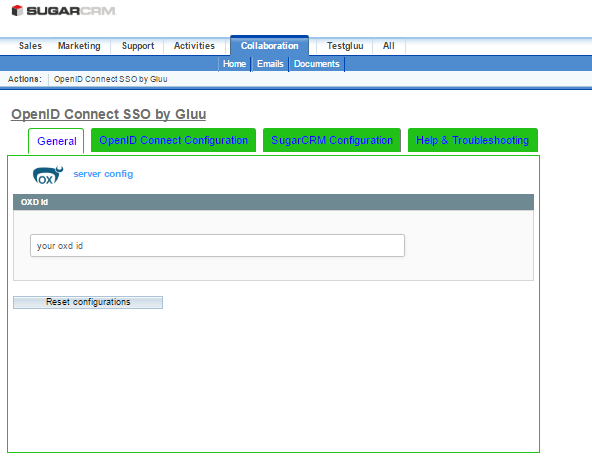 SUGARCRM
Sales Marketing Support Activities Collaboration Testgluu All
Home Emails Documents
Actions: OpenID Connect SSO by Gluu
OpenID Connect SSO by Gluu
General OpenID Connect Configuration SugarCRM Configuration Help & Troubleshooting
OX server config
OXD id
your oxd id
Reset configurations